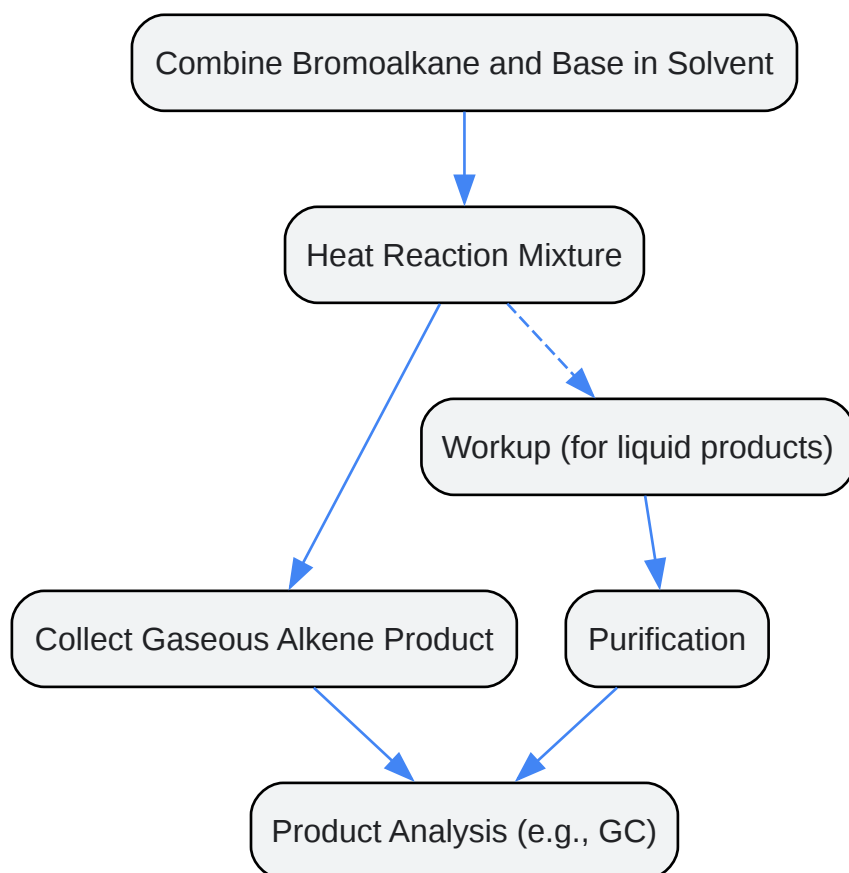 Combine Bromoalkane and Base in Solvent
Heat Reaction Mixture
Workup (for liquid products)
Collect Gaseous Alkene Product
Purification
Product Analysis (e.g., GC)